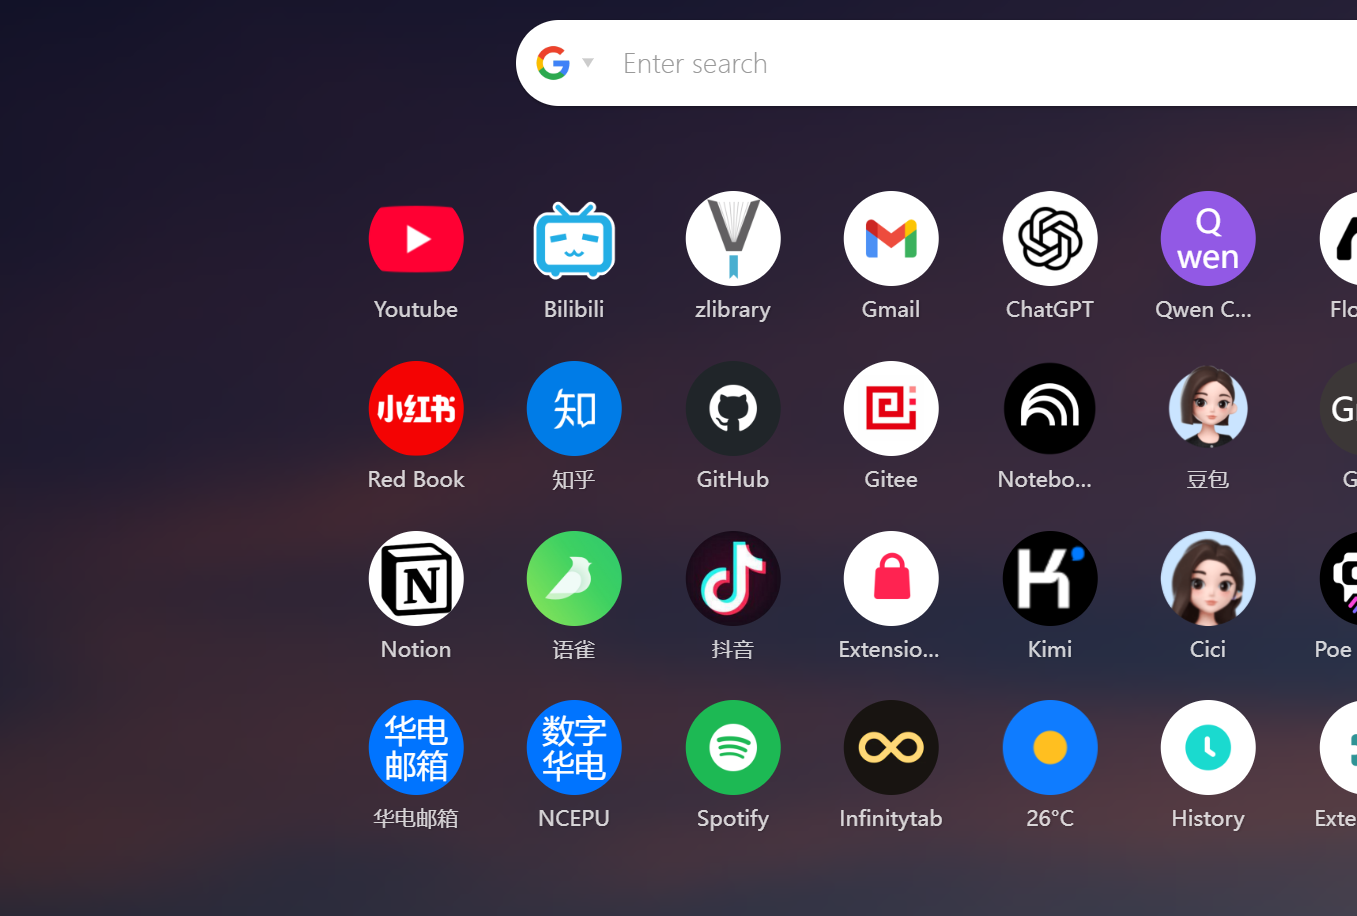 Enter search
Q
wen
Youtube
Bilibili
zlibrary
Gmail
ChatGPT
Qwen C...
Flo
小红书
知
G
Red Book
知乎
GitHub
Gitee
Notebo...
豆包
G
N
K
Notion
语雀
抖音
Extensio...
Kimi
Cici
Poe
华电
邮箱
数字
华电
华电邮箱
NCEPU
Spotify
Infinitytab
26°C
History
Exte